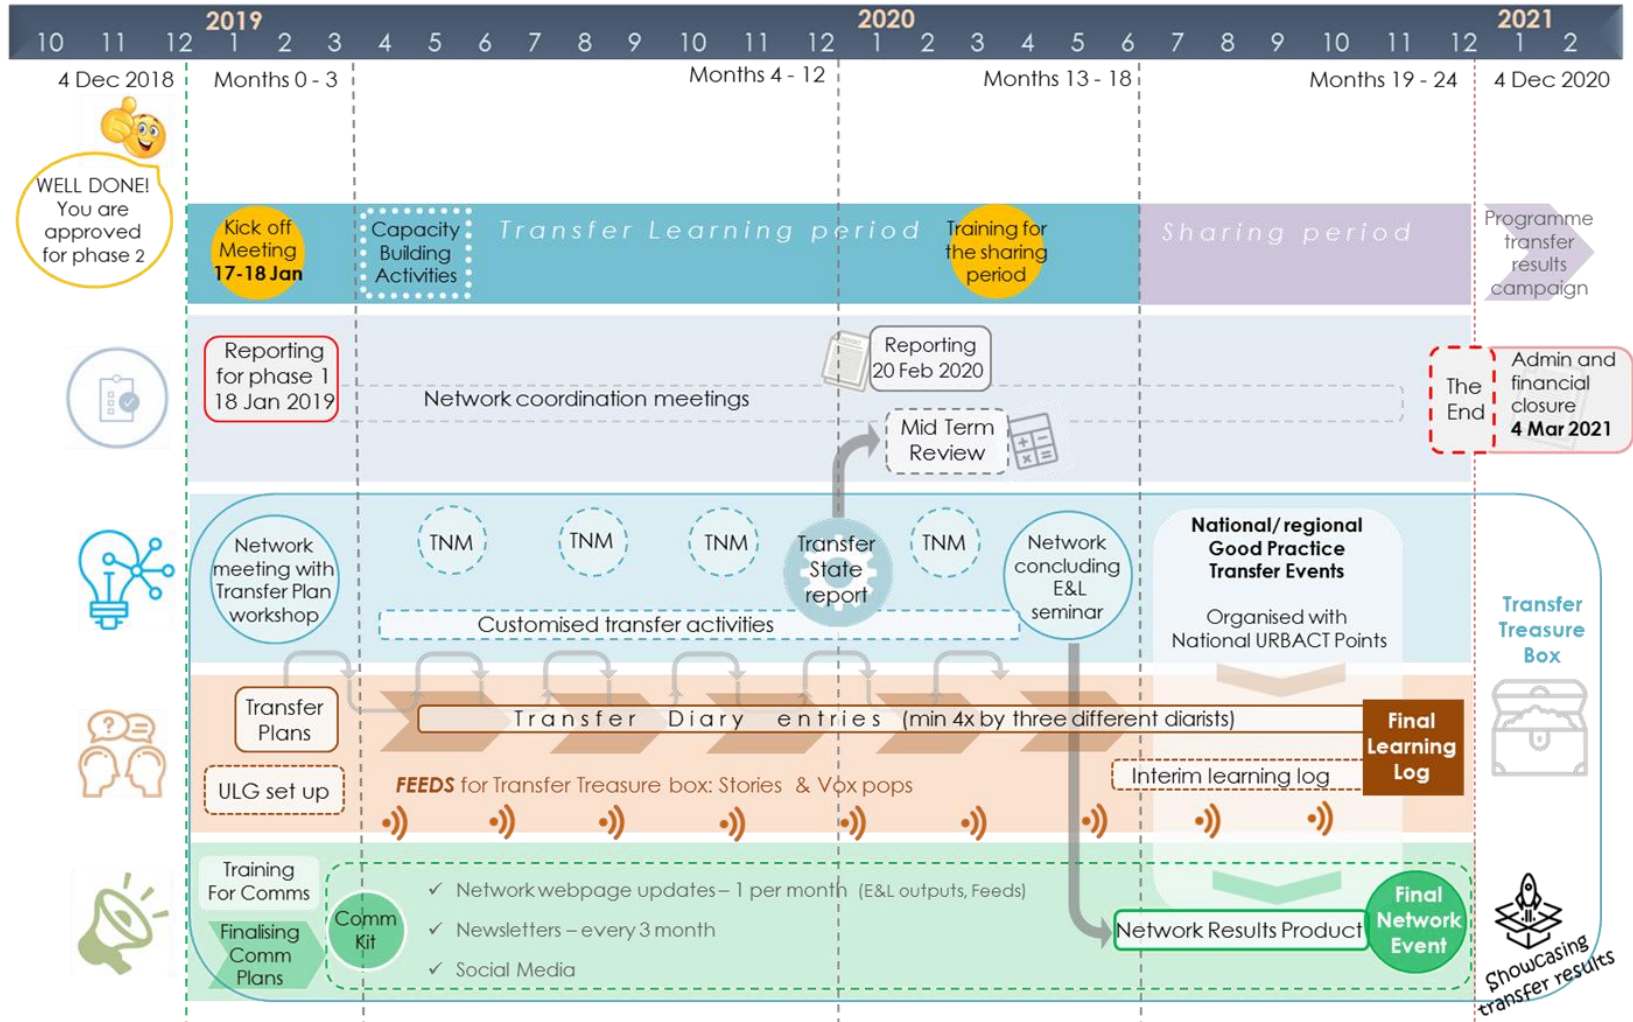 2019 2020 2021
10 11 12 1 2 3 4 5 6 7 8 9 10 11 12 1 2 3 4 5 6 7 8 9 10 11 12 1 2
4 Dec 2018
Months 0 - 3
Months 4 - 12
Months 13 - 18
Months 19 - 24
4 Dec 2020
WELL DONE!
You are
approved
for phase 2
Kick off
Meeting
17-18 Jan
Capacity
Building
Activities
Transfer Learning period
Training for
the sharing
period
Sharing period
Programme
transfer
results
campaign
Reporting
for phase 1
18 Jan 2019
Network coordination meetings
Reporting
20 Feb 2020
Mid Term
Review
The
End
Admin and
financial
closure
4 Mar 2021
Network
meeting with
Transfer Plan
workshop
TNM
TNM
TNM
Transfer
State
report
TNM
Network
concluding
E&L
seminar
Customised transfer activities
National/regional
Good Practice
Transfer Events
Organised with
National URBACT Points
Transfer
Treasure
Box
Transfer
Plans
Transfer Diary entries (min 4x by three different diarists)
Final
Learning
Log
ULG set up
FEEDS for Transfer Treasure box: Stories & Vox pops
Interim learning log
Training
For Comms
Finalising
Comm
Plans
Comm
Kit
✓ Network webpage updates – 1 per month (E&L outputs, Feeds)
✓ Newsletters – every 3 month
✓ Social Media
Network Results Product
Final
Network
Event
Showcasing
transfer results